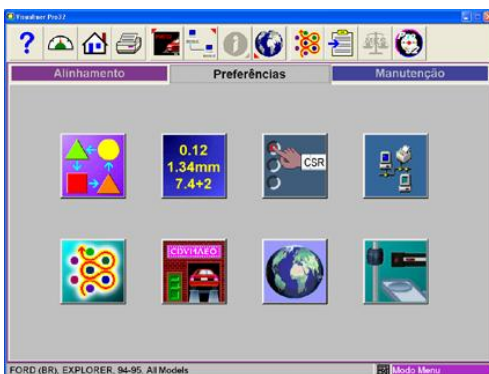 Visualiner Pro32
Alinhamento
Preferências
Manutenção
0.12
1.34mm
7.4+2
CSR
FORD (BR), EXPLORER, 94-95, All Models
Modo Menu